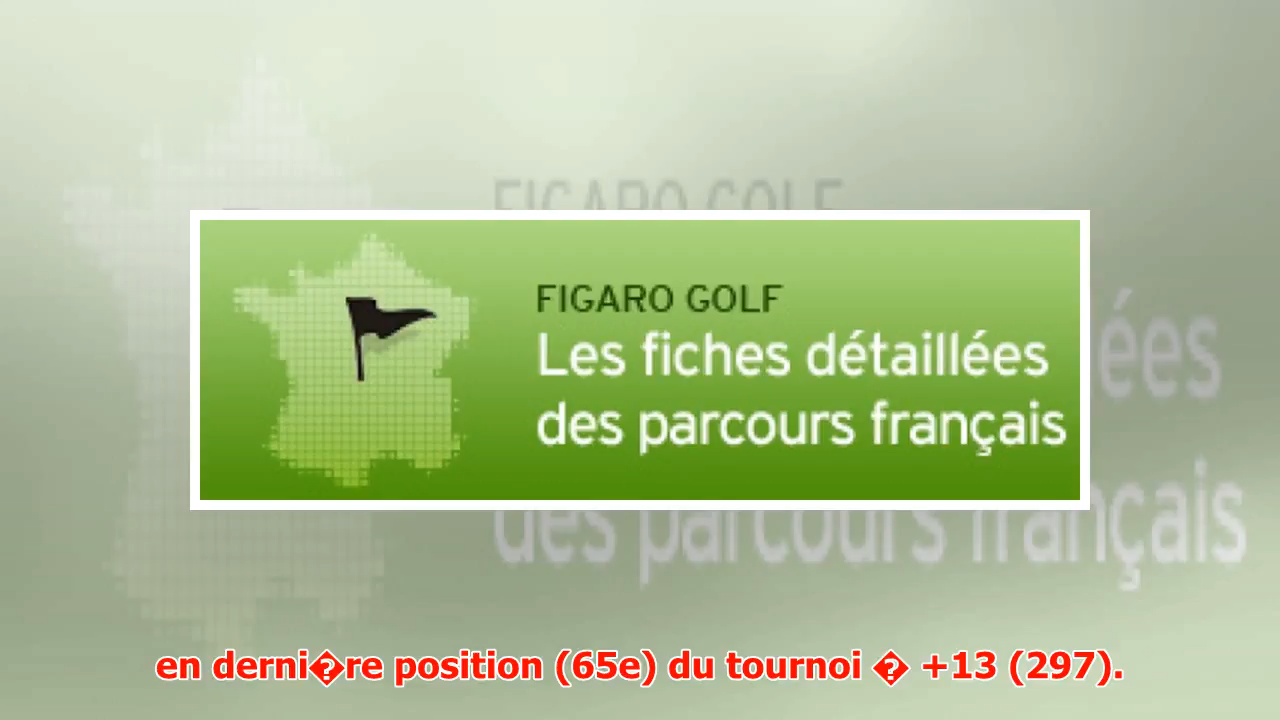 FIGARO GOLF
Les fiches détaillées
des parcours français
en derni�re position (65e) du tournoi � +13 (297).